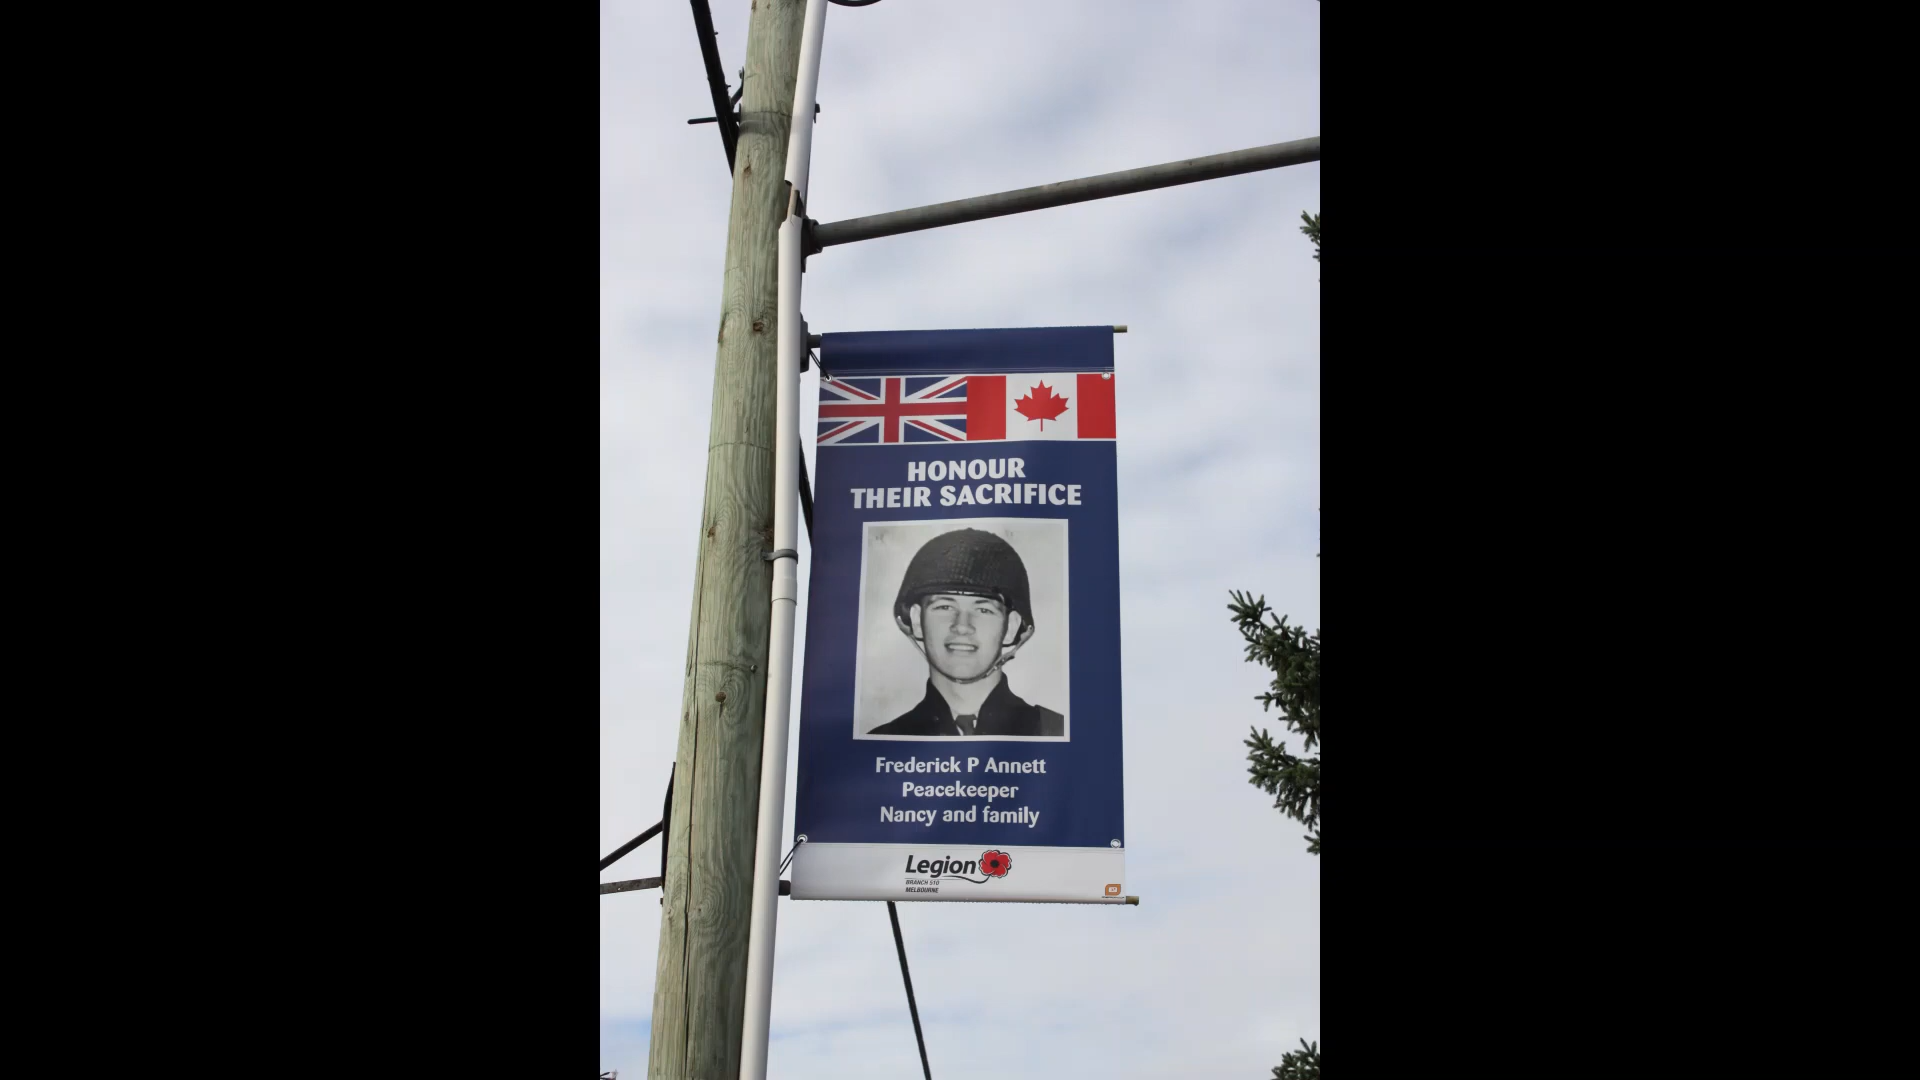 HONOUR
THEIR SACRIFICE
Frederick P Annett
Peacekeeper
Nancy and family
Legion
BRANCH 510
MELBOURNE